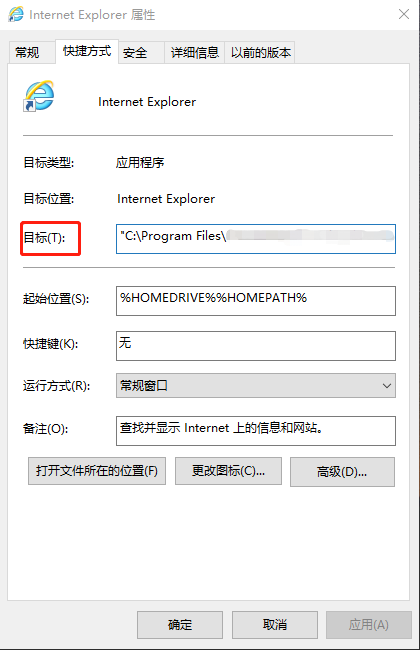 Internet Explorer 属性
常规 快捷方式 安全 详细信息 以前的版本
Internet Explorer
目标类型: 应用程序
目标位置: Internet Explorer
目标(T): "C:\Program Files\
起始位置(S): %HOMEDRIVE%%HOMEPATH%
快捷键(K): 无
运行方式(R): 常规窗口
备注(O): 查找并显示 Internet 上的信息和网站。
打开文件所在的位置(F) 更改图标(C)... 高级(D)...
确定 取消 应用(A)